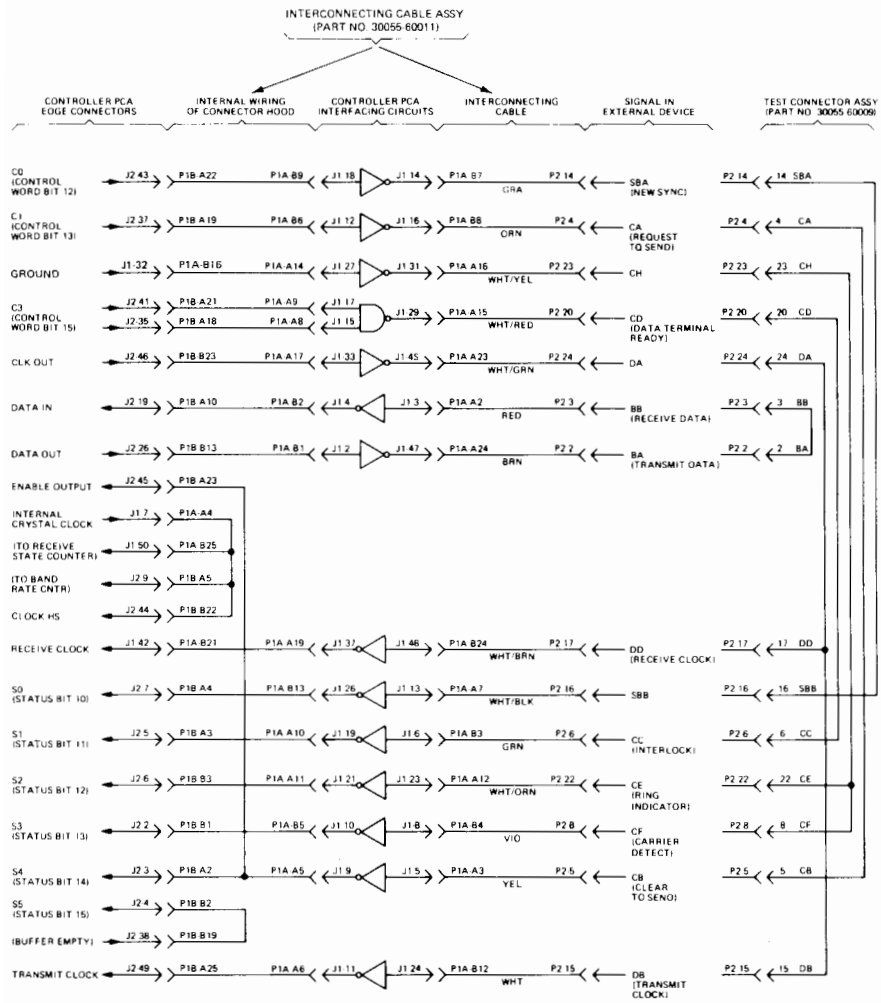 INTERCONNECTING CABLE ASSY
(PART NO. 30055-60011)
CONTROLLER PCA EDGE CONNECTORS
INTERNAL WIRING OF CONNECTOR HOOD
CONTROLLER PCA INTERFACING CIRCUITS
INTERCONNECTING CABLE
SIGNAL IN EXTERNAL DEVICE
TEST CONNECTOR ASSY (PART NO 30055 60009)
C0 (CONTROL WORD BIT 12) J2 43 P1B A22 P1A-B9 J1 18 J1 14 P1A B7 GRA P2 14 SBA (NEW SYNC) P2 14 14 SBA
C1 (CONTROL WORD BIT 13) J2 37 P1B A19 P1A B6 J1 12 J1 16 P1A B8 ORN P2 4 CA (REQUEST TO SEND) P2 4 4 CA
GROUND J1-32 P1A-B16 P1A-A14 J1 27 J1 31 P1A A16 WHT/YEL P2 23 CH P2 23 23 CH
C3 (CONTROL WORD BIT 15) J2 41 P1B-A21 P1A-A9 J1 17
J2-35 P1B A18 P1A-A8 J1 15 J1-29 P1A-A15 WHT/RED P2 20 CD (DATA TERMINAL READY) P2 20 20 CD
CLK OUT J2-46 P1B B23 P1A-A17 J1-33 J1-45 P1A A23 WHT/GRN P2 24 DA P2 24 24 DA
DATA IN J2 19 P1B A10 P1A-B2 J1 4 J1 3 P1A A2 RED P2 3 BB (RECEIVE DATA) P2 3 3 BB
DATA OUT J2 26 P1B B13 P1A B1 J1 2 J1-47 P1A-A24 BRN P2 2 BA (TRANSMIT DATA) P2 2 2 BA
ENABLE OUTPUT J2 45 P1B A23
INTERNAL CRYSTAL CLOCK J1 7 P1A-A4
(TO RECEIVE STATE COUNTER) J1 50 P1A B25
(TO BAND RATE CNTR) J2 9 P1B A5
CLOCK HS J2 44 P1B B22
RECEIVE CLOCK J1-42 P1A-B21 P1A A19 J1 37 J1 46 P1A B24 WHT/BRN P2 17 DD (RECEIVE CLOCK) P2 17 17 DD
S0 (STATUS BIT 10) J2 7 P1B A4 P1A B13 J1 26 J1 13 P1A-A7 WHT/BLK P2 16 SBB P2 16 16 SBB
S1 (STATUS BIT 11) J2 5 P1B A3 P1A A10 J1 19 J1 6 P1A B3 GRN P2 6 CC (INTERLOCK) P2 6 6 CC
S2 (STATUS BIT 12) J2 6 P1B B3 P1A A11 J1 21 J1 23 P1A A12 WHT/ORN P2 22 CE (RING INDICATOR) P2 22 22 CE
S3 (STATUS BIT 13) J2 2 P1B B1 P1A-B5 J1 10 J1-8 P1A-B4 VIO P2 8 CF (CARRIER DETECT) P2 8 8 CF
S4 (STATUS BIT 14) J2 3 P1B A2 P1A-A5 J1 9 J1 5 P1A-A3 YEL P2 5 CB (CLEAR TO SEND) P2 5 5 CB
S5 (STATUS BIT 15) J2-4 P1B B2
(BUFFER EMPTY) J2-38 P1B-B19
TRANSMIT CLOCK J2-49 P1B A25 P1A A6 J1-11 J1 24 P1A-B12 WHT P2 15 DB (TRANSMIT CLOCK) P2 15 15 DB